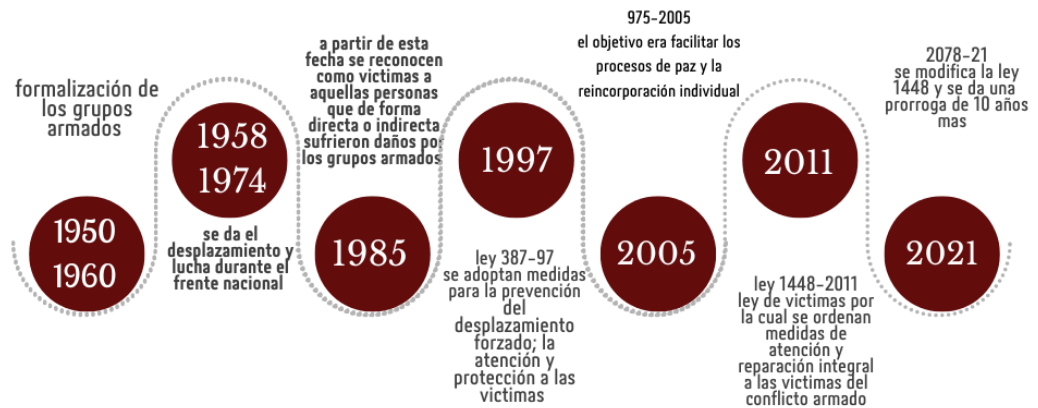 formalización de
los grupos
armados
1950
1960
1958
1974
se da el
desplazamiento y
lucha durante el
frente nacional
a partir de esta
fecha se reconocen
como victimas a
aquellas personas
que de forma
directa o indirecta
sufrieron daños por
los grupos armados
1985
1997
ley 387-97
se adoptan medidas
para la prevención
del
desplazamiento
forzado; la
atención y
protección a las
victimas
975-2005
el objetivo era facilitar los
procesos de paz y la
reincorporación individual
2005
2011
ley 1448-2011
ley de victimas por
la cual se ordenan
medidas de
atención y
reparación integral
a las victimas del
conflicto armado
2078-21
se modifica la ley
1448 y se da una
prorroga de 10 años
mas
2021